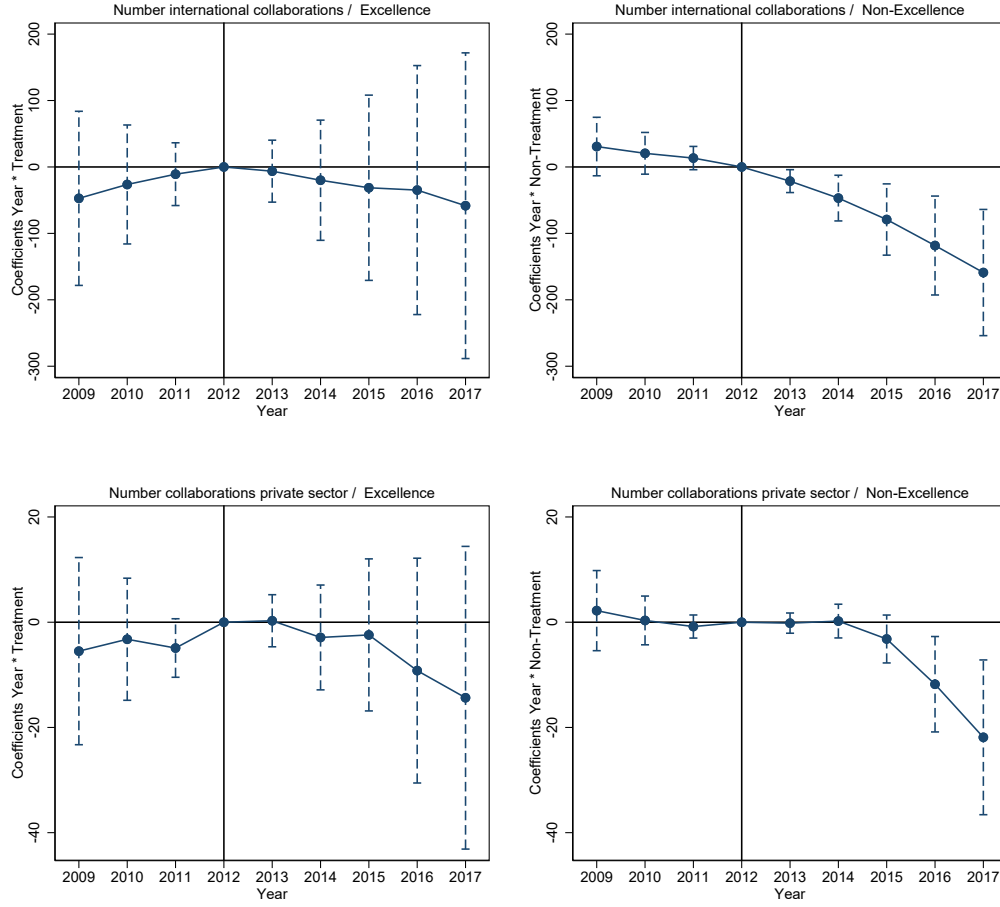 Number international collaborations / Excellence
Coefficients Year * Treatment
200
100
0
-100
-200
-300
2009 2010 2011 2012 2013 2014 2015 2016 2017
Year
Number international collaborations / Non-Excellence
Coefficients Year * Non-Treatment
200
100
0
-100
-200
-300
2009 2010 2011 2012 2013 2014 2015 2016 2017
Year
Number collaborations private sector / Excellence
Coefficients Year * Treatment
20
0
20
40
2009 2010 2011 2012 2013 2014 2015 2016 2017
Year
Number collaborations private sector / Non-Excellence
Coefficients Year * Non-Treatment
20
0
20
40
2009 2010 2011 2012 2013 2014 2015 2016 2017
Year